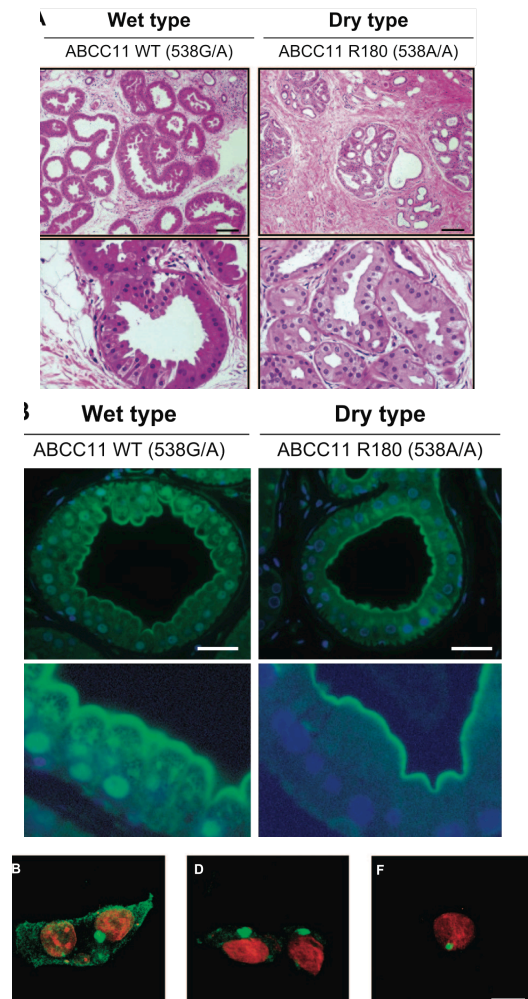 A
Wet type
Dry type
ABCC11 WT (538G/A)
ABCC11 R180 (538A/A)
B
Wet type
Dry type
ABCC11 WT (538G/A)
ABCC11 R180 (538A/A)
B
D
F